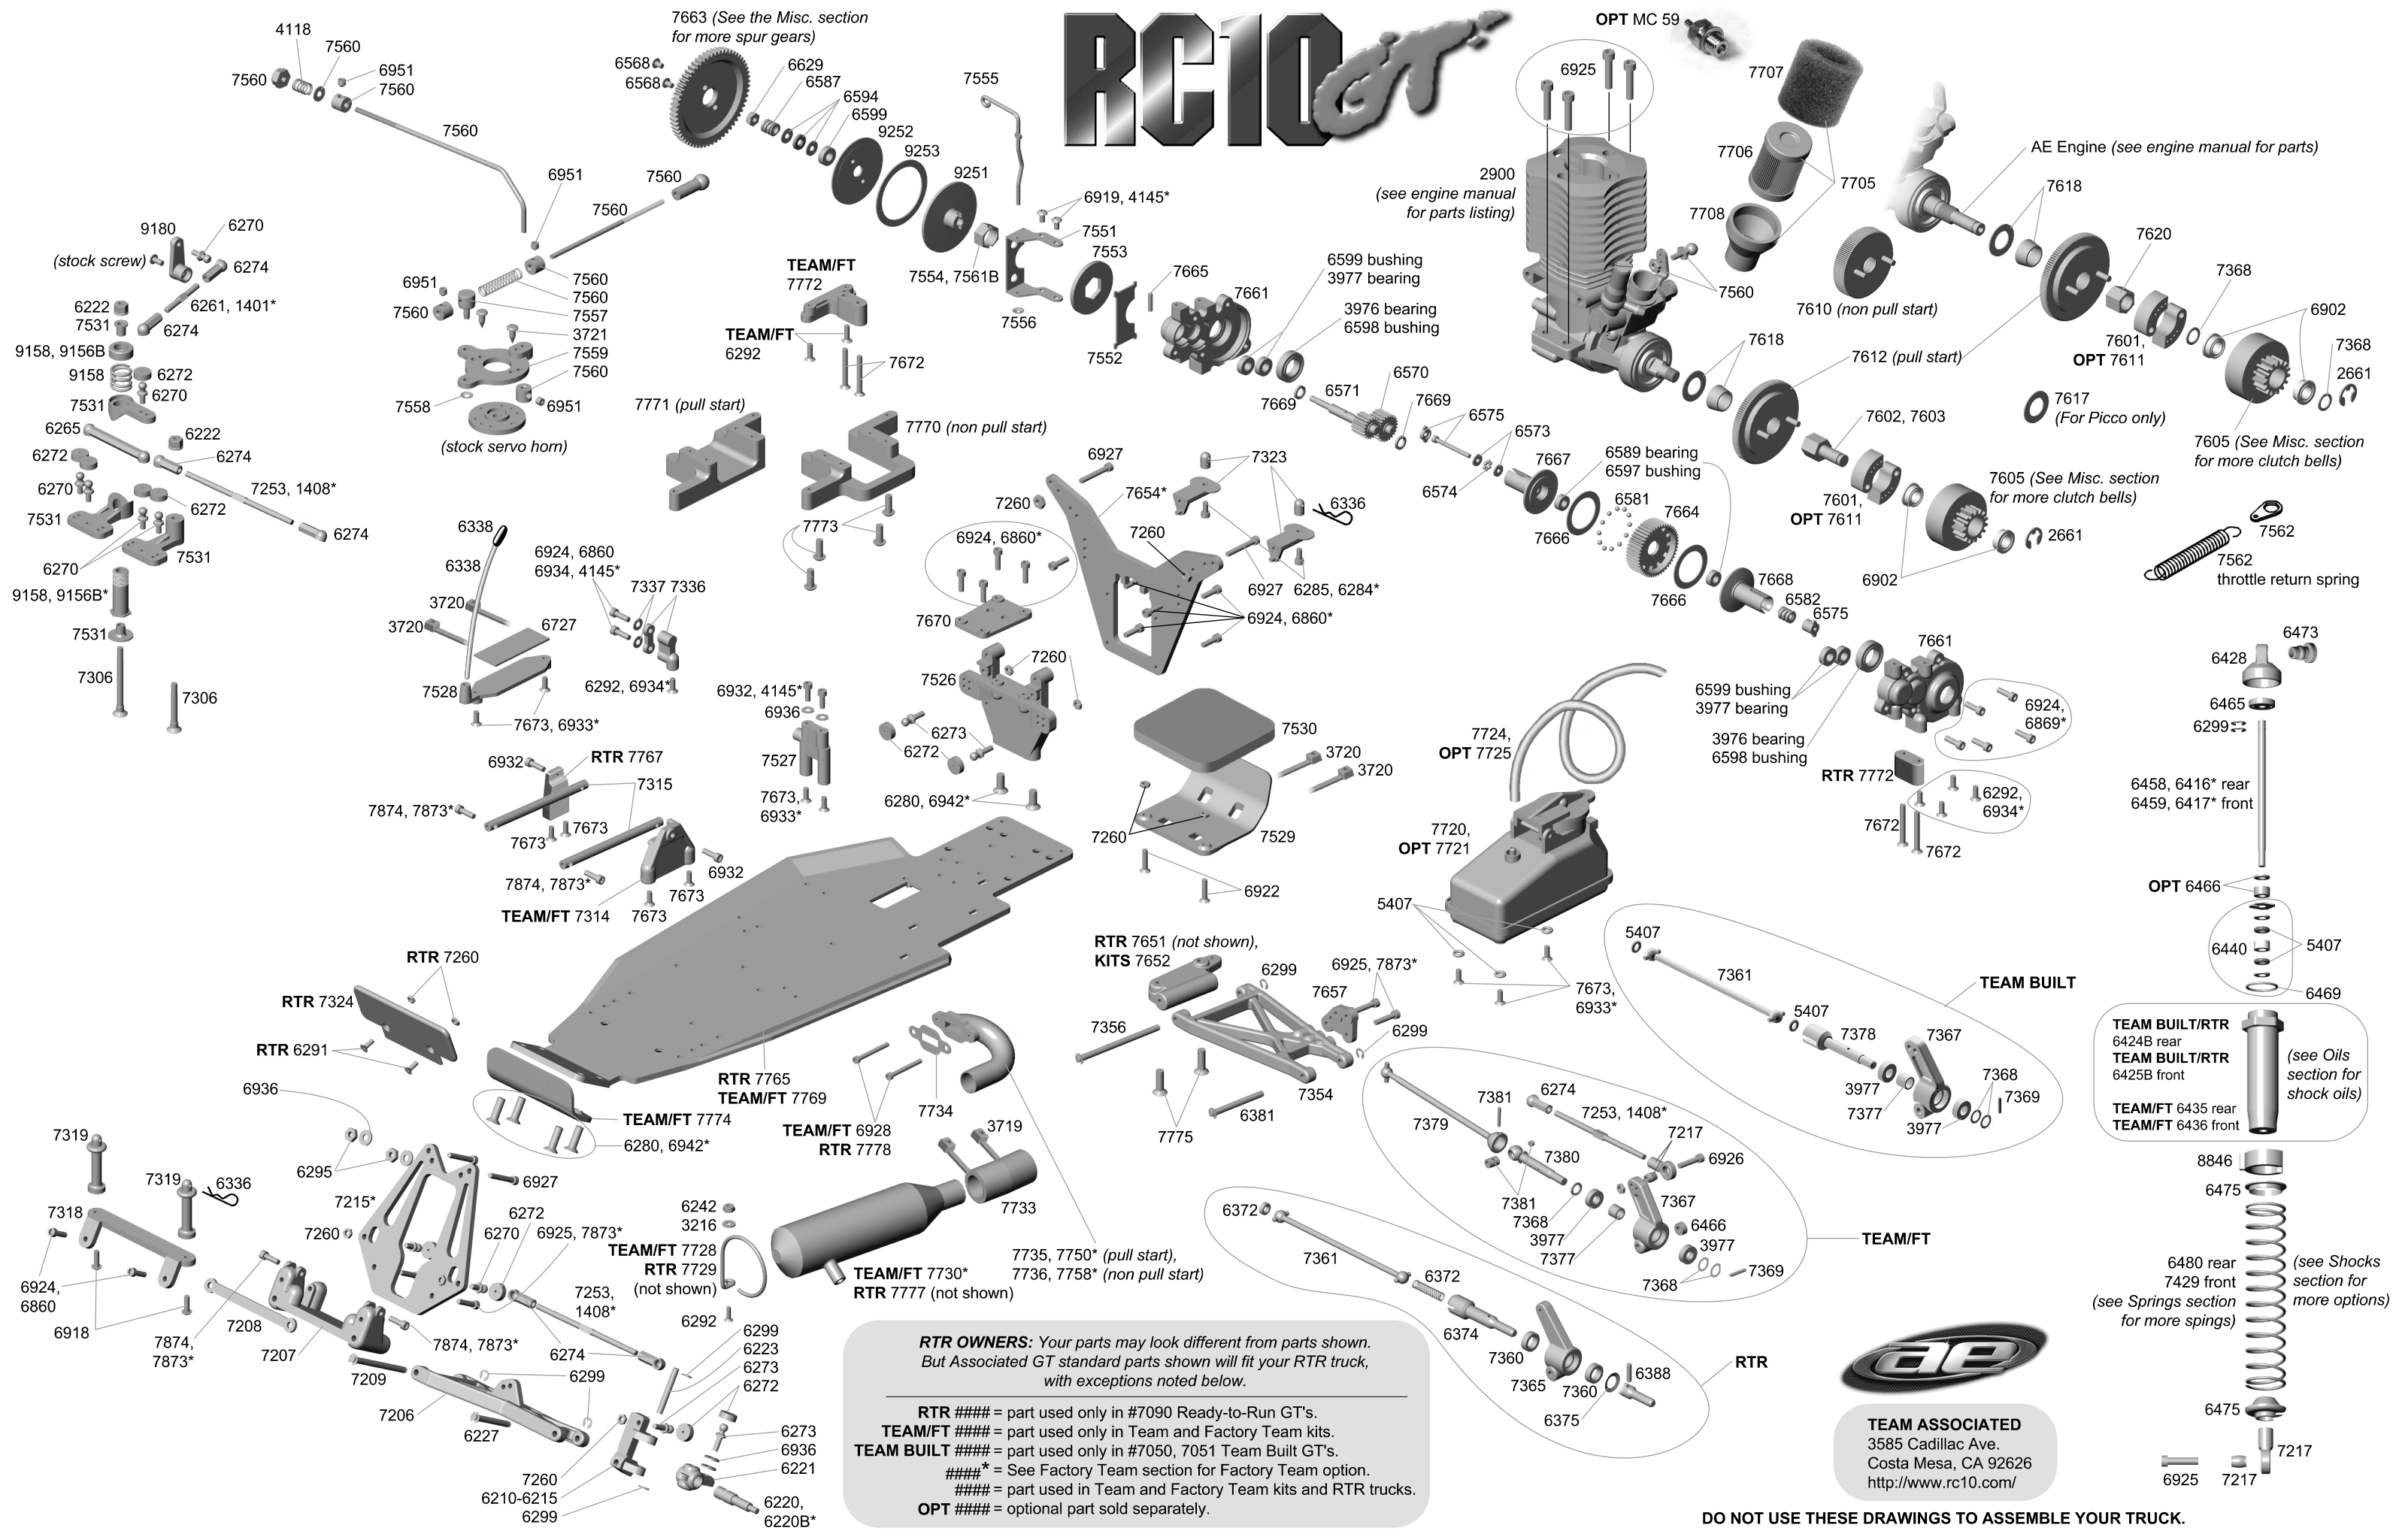 RC10 GT
4118
7560
7560
6951
7560
7560
6951
7560
7560
7663 (See the Misc. section
for more spur gears)
6568
6568
6629
6587
6594
6599
9252
9253
9251
7555
6919, 4145*
7551
7553
7554, 7561B
7556
7552
7665
7661
6599 bushing
3977 bearing
3976 bearing
6598 bushing
OPT MC 59
6925
2900
(see engine manual
for parts listing)
7707
7706
7705
7708
7560
AE Engine (see engine manual for parts)
7618
7610 (non pull start)
7620
7368
6902
7601,
OPT 7611
7368
2661
7618
7612 (pull start)
7617
(For Picco only)
7605 (See Misc. section
for more clutch bells)
7602, 7603
7605 (See Misc. section
for more clutch bells)
7601,
OPT 7611
6902
2661
7562
7562
throttle return spring
9180
(stock screw)
6270
6274
6261, 1401*
6274
6222
7531
9158, 9156B
9158
6272
6270
7531
6265
6222
6274
6272
6270
7253, 1408*
6272
7531
7531
6274
6270
9158, 9156B*
7531
7306
7306
6951
7560
7560
7560
7557
3721
7559
7560
7558
6951
(stock servo horn)
TEAM/FT
7772
TEAM/FT
6292
7672
7771 (pull start)
7770 (non pull start)
7773
7669
6571
6570
7669
6575
6573
6574
7667
6589 bearing
6597 bushing
7666
6581
7664
7666
7668
6582
6575
7661
6599 bushing
3977 bearing
3976 bearing
6598 bushing
6924,
6869*
RTR 7772
6292,
6934*
7672
7672
6338
6338
3720
3720
6727
7528
7673, 6933*
6924, 6860
6934, 4145*
7337
7336
6292, 6934*
6927
7260
7654*
7323
6336
7260
6927
6285, 6284*
6924, 6860*
6924, 6860*
7670
7260
7526
6273
6272
6280, 6942*
6932, 4145*
6936
7527
7673,
6933*
7530
3720
3720
7260
7529
6922
6932
RTR 7767
7315
7874, 7873*
7673
7673
7874, 7873*
6932
7673
7673
TEAM/FT 7314
7724,
OPT 7725
7720,
OPT 7721
5407
7673,
6933*
6473
6428
6465
6299
6458, 6416* rear
6459, 6417* front
OPT 6466
6440
5407
6469
TEAM BUILT/RTR
6424B rear
TEAM BUILT/RTR
6425B front
TEAM/FT 6435 rear
TEAM/FT 6436 front
(see Oils
section for
shock oils)
8846
6475
6480 rear
7429 front
(see Springs section
for more spings)
(see Shocks
section for
more options)
6475
7217
6925
7217
RTR 7260
RTR 7324
RTR 6291
RTR 7765
TEAM/FT 7769
TEAM/FT 7774
6280, 6942*
TEAM/FT 6928
RTR 7778
7734
3719
7733
7735, 7750* (pull start),
7736, 7758* (non pull start)
TEAM/FT 7730*
RTR 7777 (not shown)
6242
3216
TEAM/FT 7728
RTR 7729
(not shown)
6292
RTR 7651 (not shown),
KITS 7652
6299
6925, 7873*
7657
7356
6299
7354
6381
7775
5407
7361
5407
7378
7367
3977
7377
3977
7368
7369
TEAM BUILT
7379
7381
6274
7253, 1408*
7217
7380
6926
7381
7367
7368
3977
7377
6466
3977
7368
7369
TEAM/FT
6372
7361
6372
6374
7360
7365
7360
6388
6375
RTR
7319
7319
6336
7318
6924,
6860
6918
6936
6295
7215*
6927
7260
6272
6270
6925, 7873*
7253,
1408*
7208
7874,
7873*
7207
7874, 7873*
6274
7209
7206
6299
6227
6299
6223
6273
6272
6273
6936
6221
7260
6210-6215
6299
6220,
6220B*
RTR OWNERS: Your parts may look different from parts shown.
But Associated GT standard parts shown will fit your RTR truck,
with exceptions noted below.
RTR #### = part used only in #7090 Ready-to-Run GT's.
TEAM/FT #### = part used only in Team and Factory Team kits.
TEAM BUILT #### = part used only in #7050, 7051 Team Built GT's.
####* = See Factory Team section for Factory Team option.
#### = part used in Team and Factory Team kits and RTR trucks.
OPT #### = optional part sold separately.
ae
TEAM ASSOCIATED
3585 Cadillac Ave.
Costa Mesa, CA 92626
http://www.rc10.com/
DO NOT USE THESE DRAWINGS TO ASSEMBLE YOUR TRUCK.